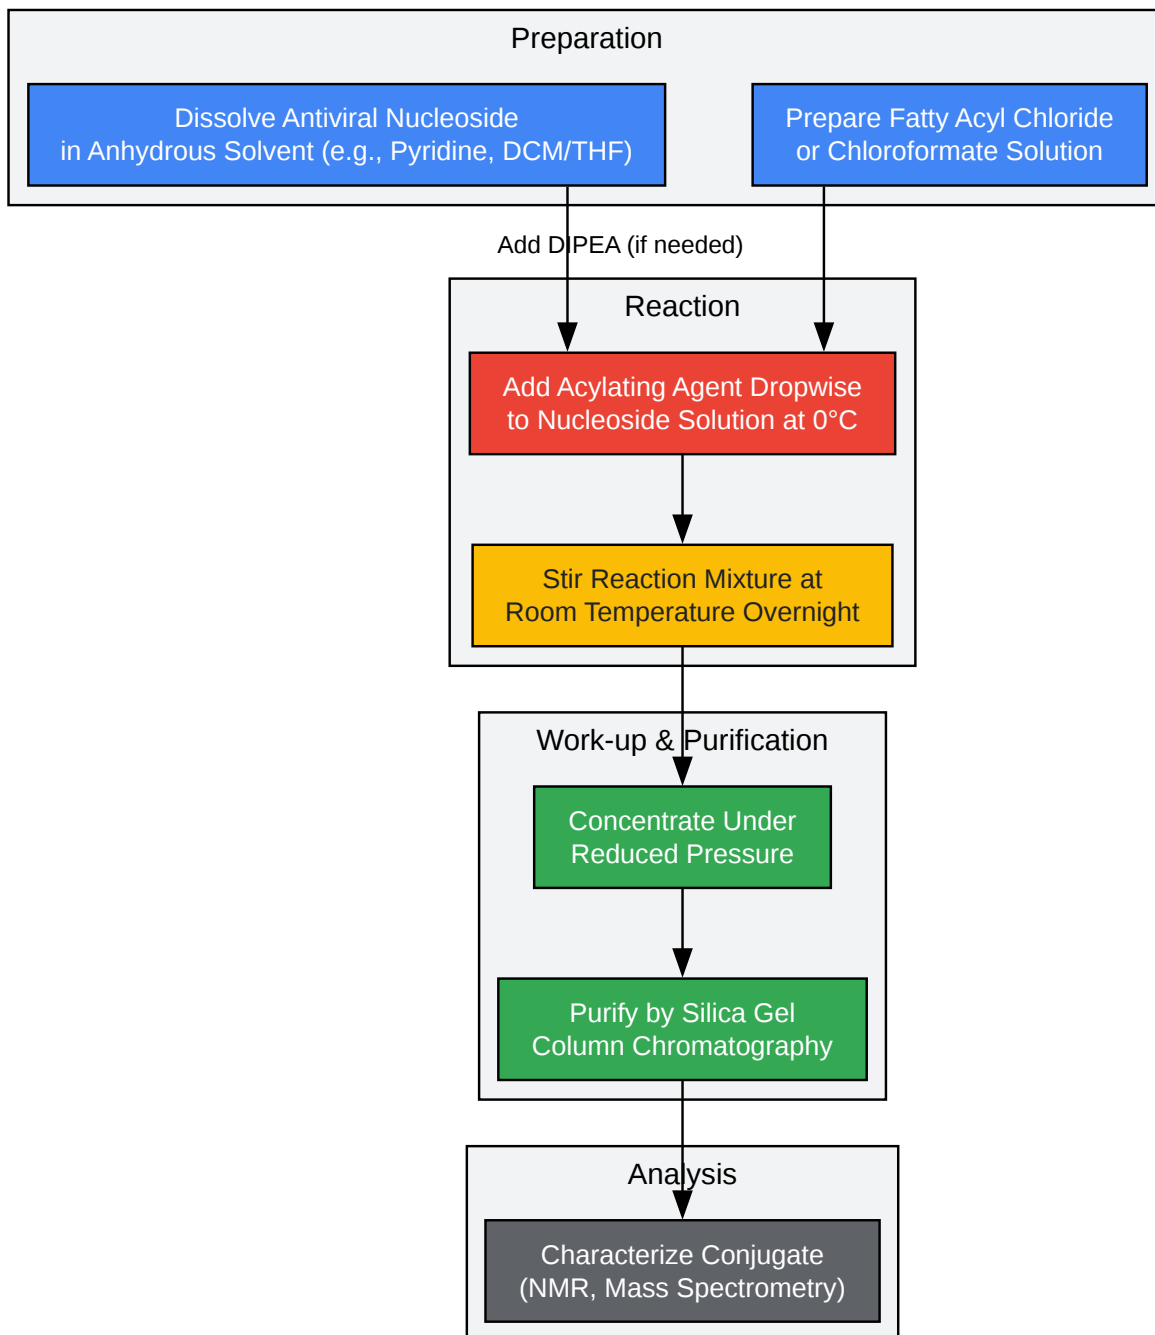 Preparation
Dissolve Antiviral Nucleoside
in Anhydrous Solvent (e.g., Pyridine, DCM/THF)
Prepare Fatty Acyl Chloride
or Chloroformate Solution
Add DIPEA (if needed)
Reaction
Add Acylating Agent Dropwise
to Nucleoside Solution at 0°C
Stir Reaction Mixture at
Room Temperature Overnight
Work-up & Purification
Concentrate Under
Reduced Pressure
Purify by Silica Gel
Column Chromatography
Analysis
Characterize Conjugate
(NMR, Mass Spectrometry)